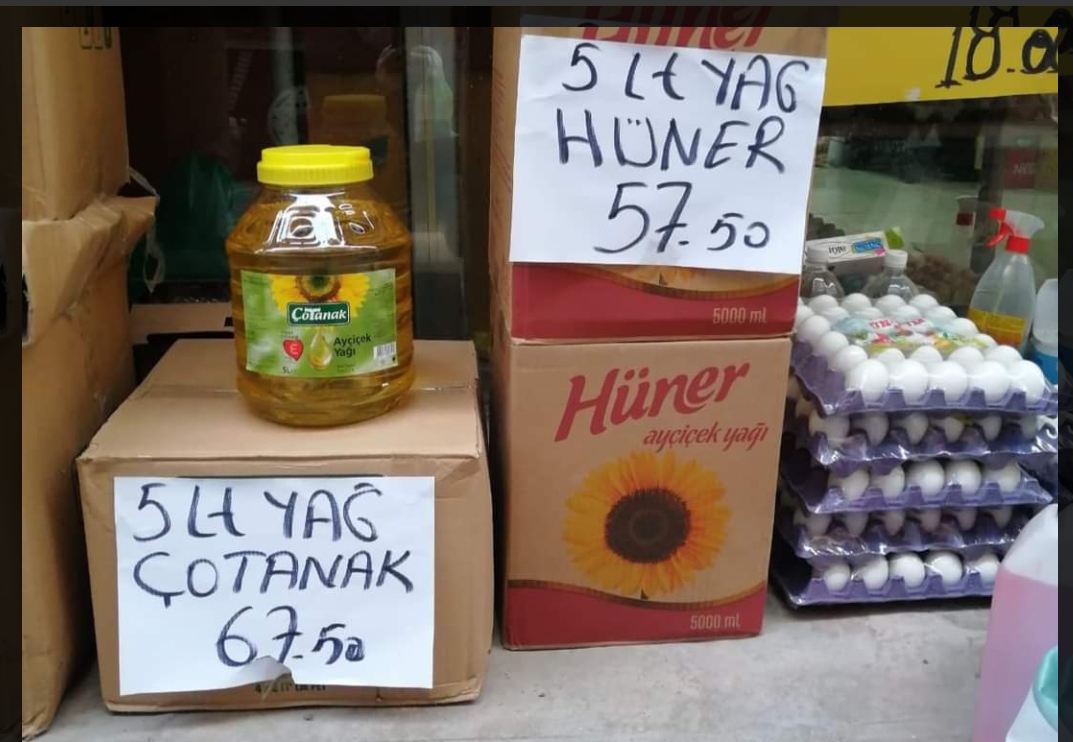 Hüner
5 Lt YAĞ
HÜNER
57.50
5000 mL
Hüner
ayçiçek yağı
5000 mL
Çotanak
Ayçiçek
Yağı
5 Lt YAĞ
ÇOTANAK
67.50